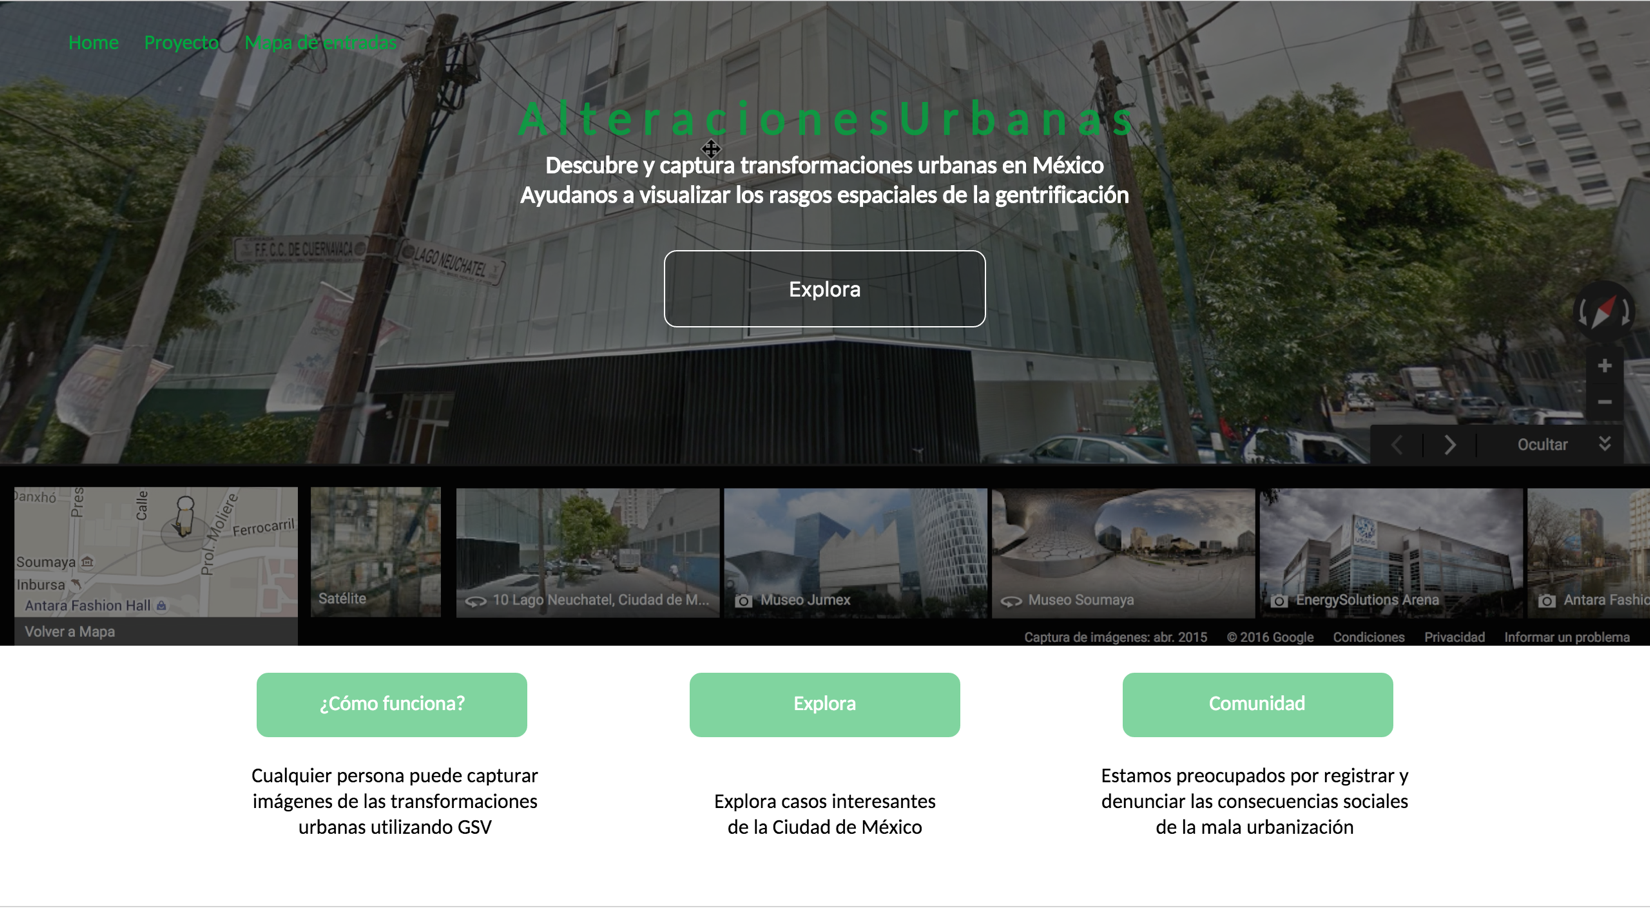 Home Proyecto Mapa de entradas
AlteracionesUrbanas
Descubre y captura transformaciones urbanas en México
Ayudanos a visualizar los rasgos espaciales de la gentrificación
F.F. C.C. DE CUERNAVACA
LAGO NEUCHATEL
Explora
Ocultar
Danxhó
Pres
Calle
Prol. Moliere
Ferrocarril
Soumaya
Inbursa
Antara Fashion Hall
Volver a Mapa
Satélite
10 Lago Neuchatel, Ciudad de M...
Museo Jumex
Museo Soumaya
EnergySolutions Arena
Antara Fashio
Captura de imágenes: abr. 2015 © 2016 Google Condiciones Privacidad Informar un problema
¿Cómo funciona?
Cualquier persona puede capturar
imágenes de las transformaciones
urbanas utilizando GSV
Explora
Explora casos interesantes
de la Ciudad de México
Comunidad
Estamos preocupados por registrar y
denunciar las consecuencias sociales
de la mala urbanización